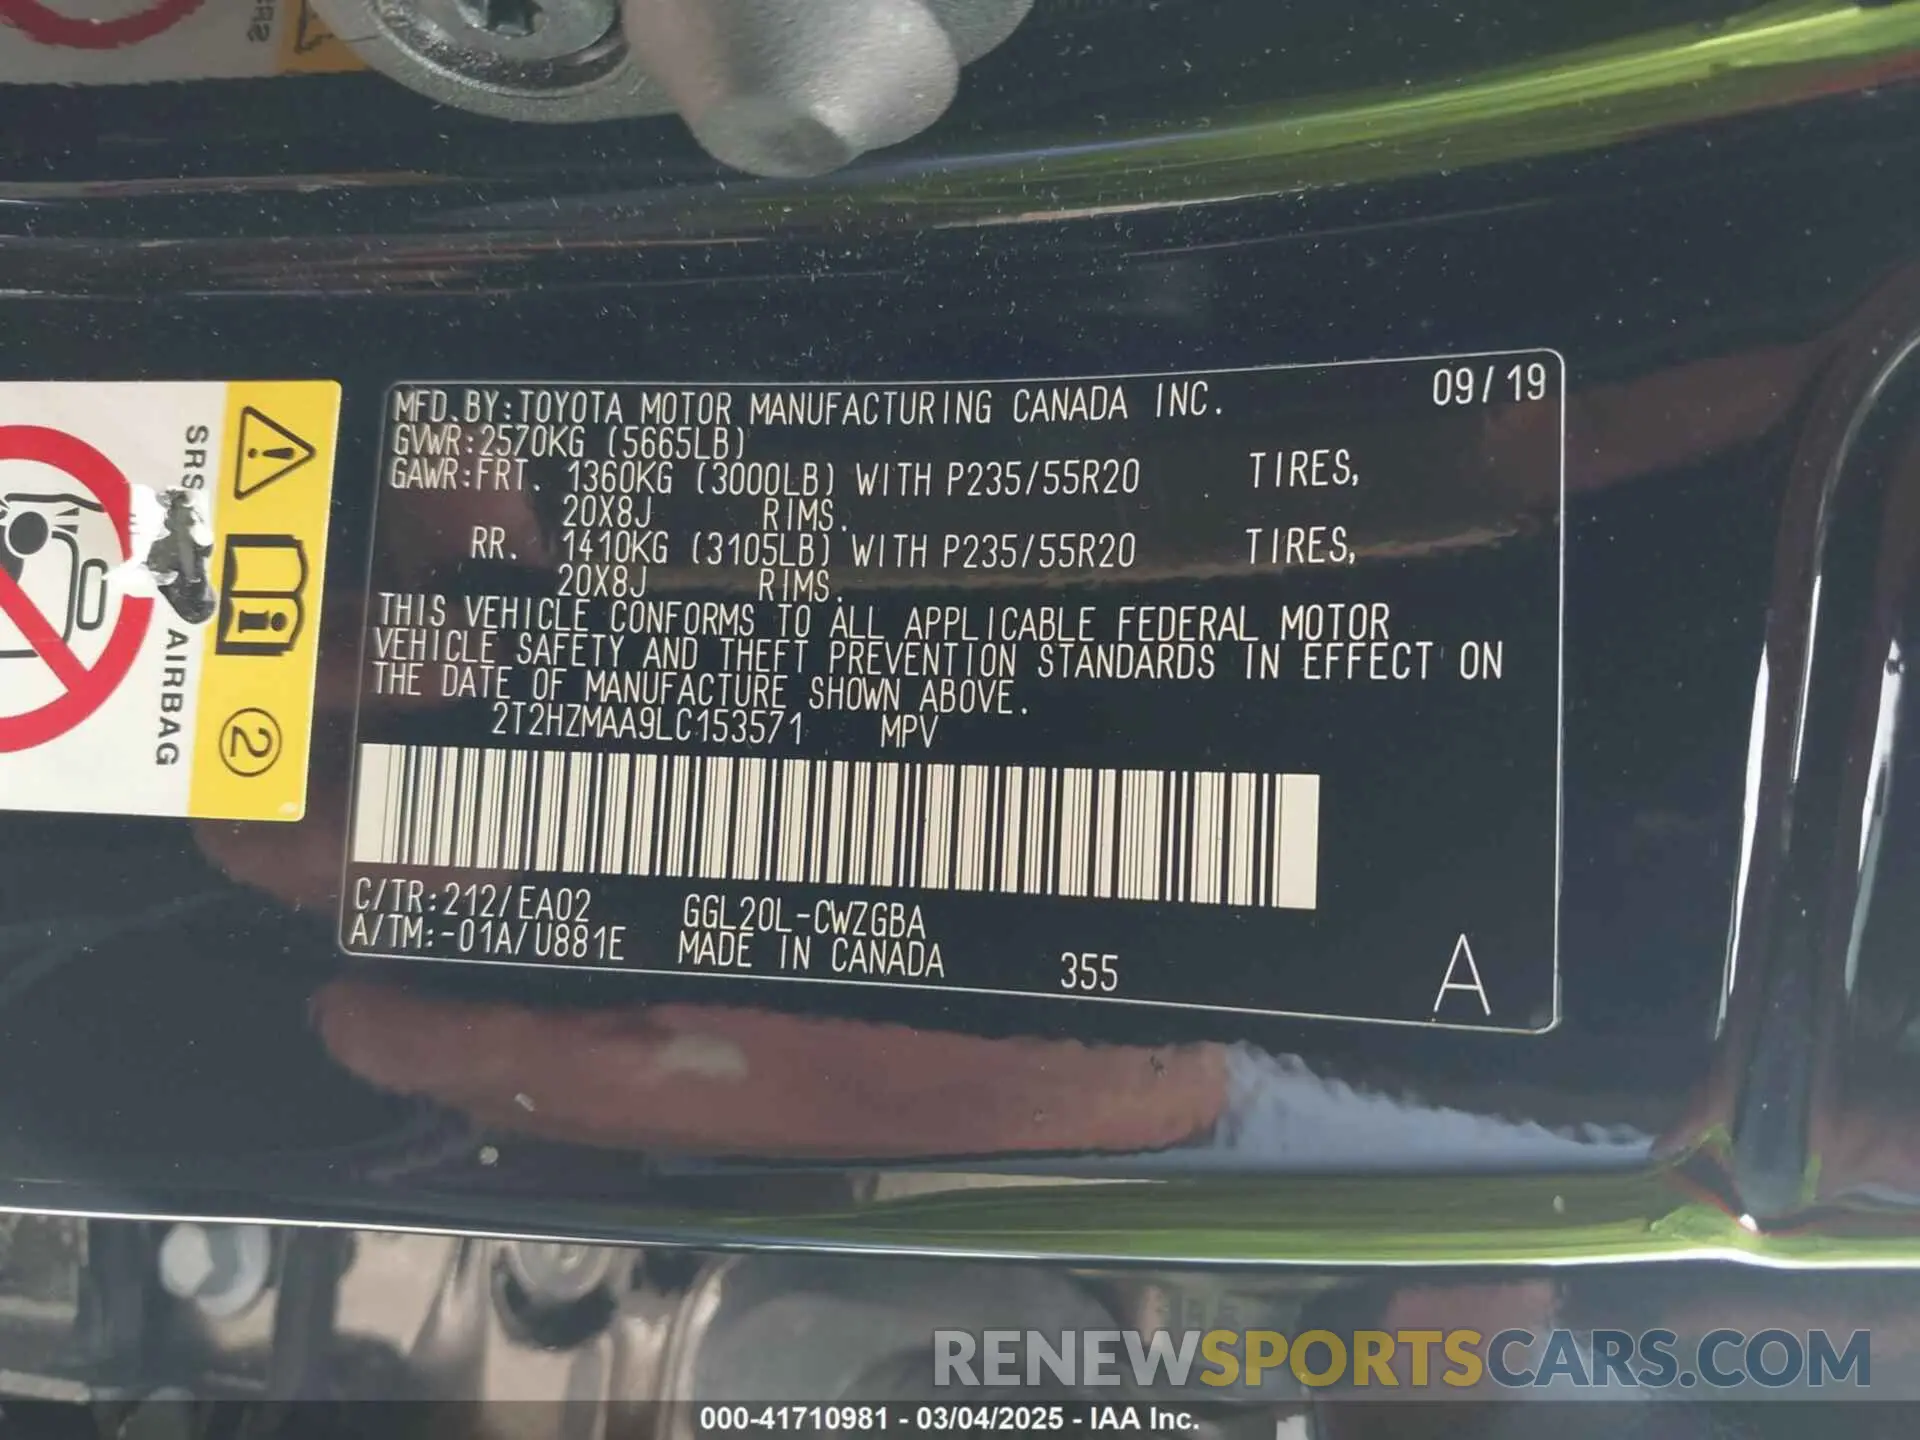 MFD.BY:TOYOTA MOTOR MANUFACTURING CANADA INC. 09/19
GVWR:2570KG (5665LB)
GAWR:FRT. 1360KG (3000LB) WITH P235/55R20 TIRES,
20X8J RIMS.
RR. 1410KG (3105LB) WITH P235/55R20 TIRES,
20X8J RIMS.
THIS VEHICLE CONFORMS TO ALL APPLICABLE FEDERAL MOTOR
VEHICLE SAFETY AND THEFT PREVENTION STANDARDS IN EFFECT ON
THE DATE OF MANUFACTURE SHOWN ABOVE.
2T2HZMAA9LC153571 MPV
C/TR:212/EA02 GGL20L-CWZGBA
A/TM:-01A/U881E MADE IN CANADA 355 A
SRS AIRBAG
2
RENEWSPORTSCARS.COM
000-41710981 - 03/04/2025 - IAA Inc.